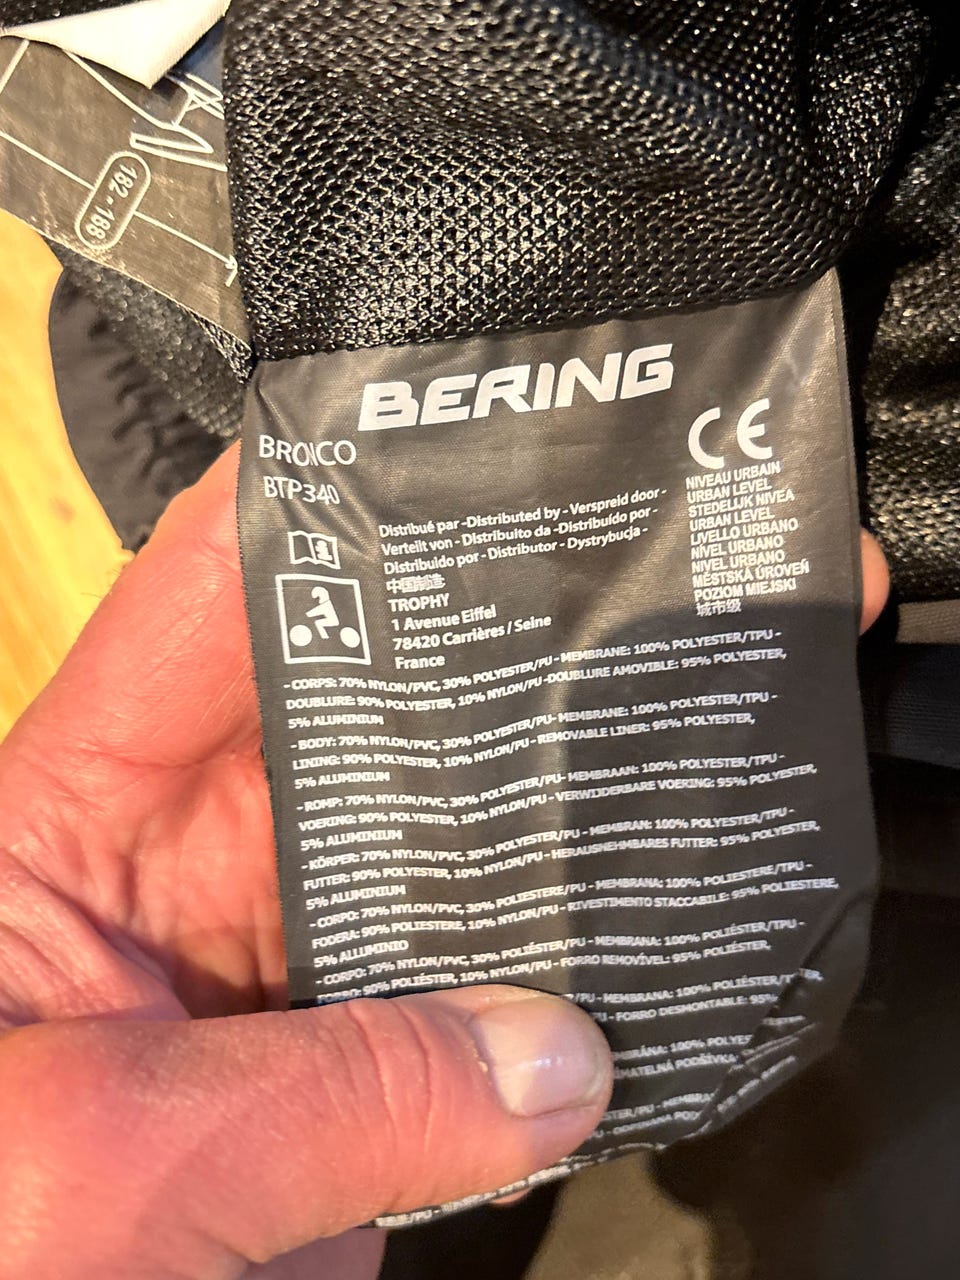 182-188
BERING
BRONCO
BTP340
CE
NIVEAU URBAIN
URBAN LEVEL
STEDELIJK NIVEA
URBAN LEVEL
LIVELLO URBANO
NÍVEL URBANO
NIVEL URBANO
MĚSTSKÁ ÚROVEŇ
POZIOM MIEJSKI
城市级
Distribué par -Distributed by - Verspreid door -
Verteilt von - Distribuito da -Distribuído por -
Distribuido por - Distributor - Dystrybucja -
中国制造
TROPHY
1 Avenue Eiffel
78420 Carrières / Seine
France
- CORPS: 70% NYLON/PVC, 30% POLYESTER/PU - MEMBRANE: 100% POLYESTER/TPU -
DOUBLURE: 90% POLYESTER, 10% NYLON/PU -DOUBLURE AMOVIBLE: 95% POLYESTER,
5% ALUMINIUM
- BODY: 70% NYLON/PVC, 30% POLYESTER/PU- MEMBRANE: 100% POLYESTER/TPU -
LINING: 90% POLYESTER, 10% NYLON/PU - REMOVABLE LINER: 95% POLYESTER,
5% ALUMINIUM
- ROMP: 70% NYLON/PVC, 30% POLYESTER/PU- MEMBRAAN: 100% POLYESTER/TPU -
VOERING: 90% POLYESTER, 10% NYLON/PU - VERWIJDERBARE VOERING: 95% POLYESTER,
5% ALUMINIUM
- KÖRPER: 70% NYLON/PVC, 30% POLYESTER/PU - MEMBRAN: 100% POLYESTER/TPU -
FUTTER: 90% POLYESTER, 10% NYLON/PU - HERAUSNEHMBARES FUTTER: 95% POLYESTER,
5% ALUMINIUM
- CORPO: 70% NYLON/PVC, 30% POLIESTERE/PU - MEMBRANA: 100% POLIESTERE/TPU -
FODERA: 90% POLIESTERE, 10% NYLON/PU - RIVESTIMENTO STACCABILE: 95% POLIESTERE,
5% ALLUMINIO
- CORPO: 70% NYLON/PVC, 30% POLIÉSTER/PU - MEMBRANA: 100% POLIÉSTER/TPU -
FORRO: 90% POLIÉSTER, 10% NYLON/PU - FORRO REMOVÍVEL: 95% POLIÉSTER,
/PU - MEMBRANA: 100% POLIÉSTER
- FORRO DESMONTABLE: 95%
100%